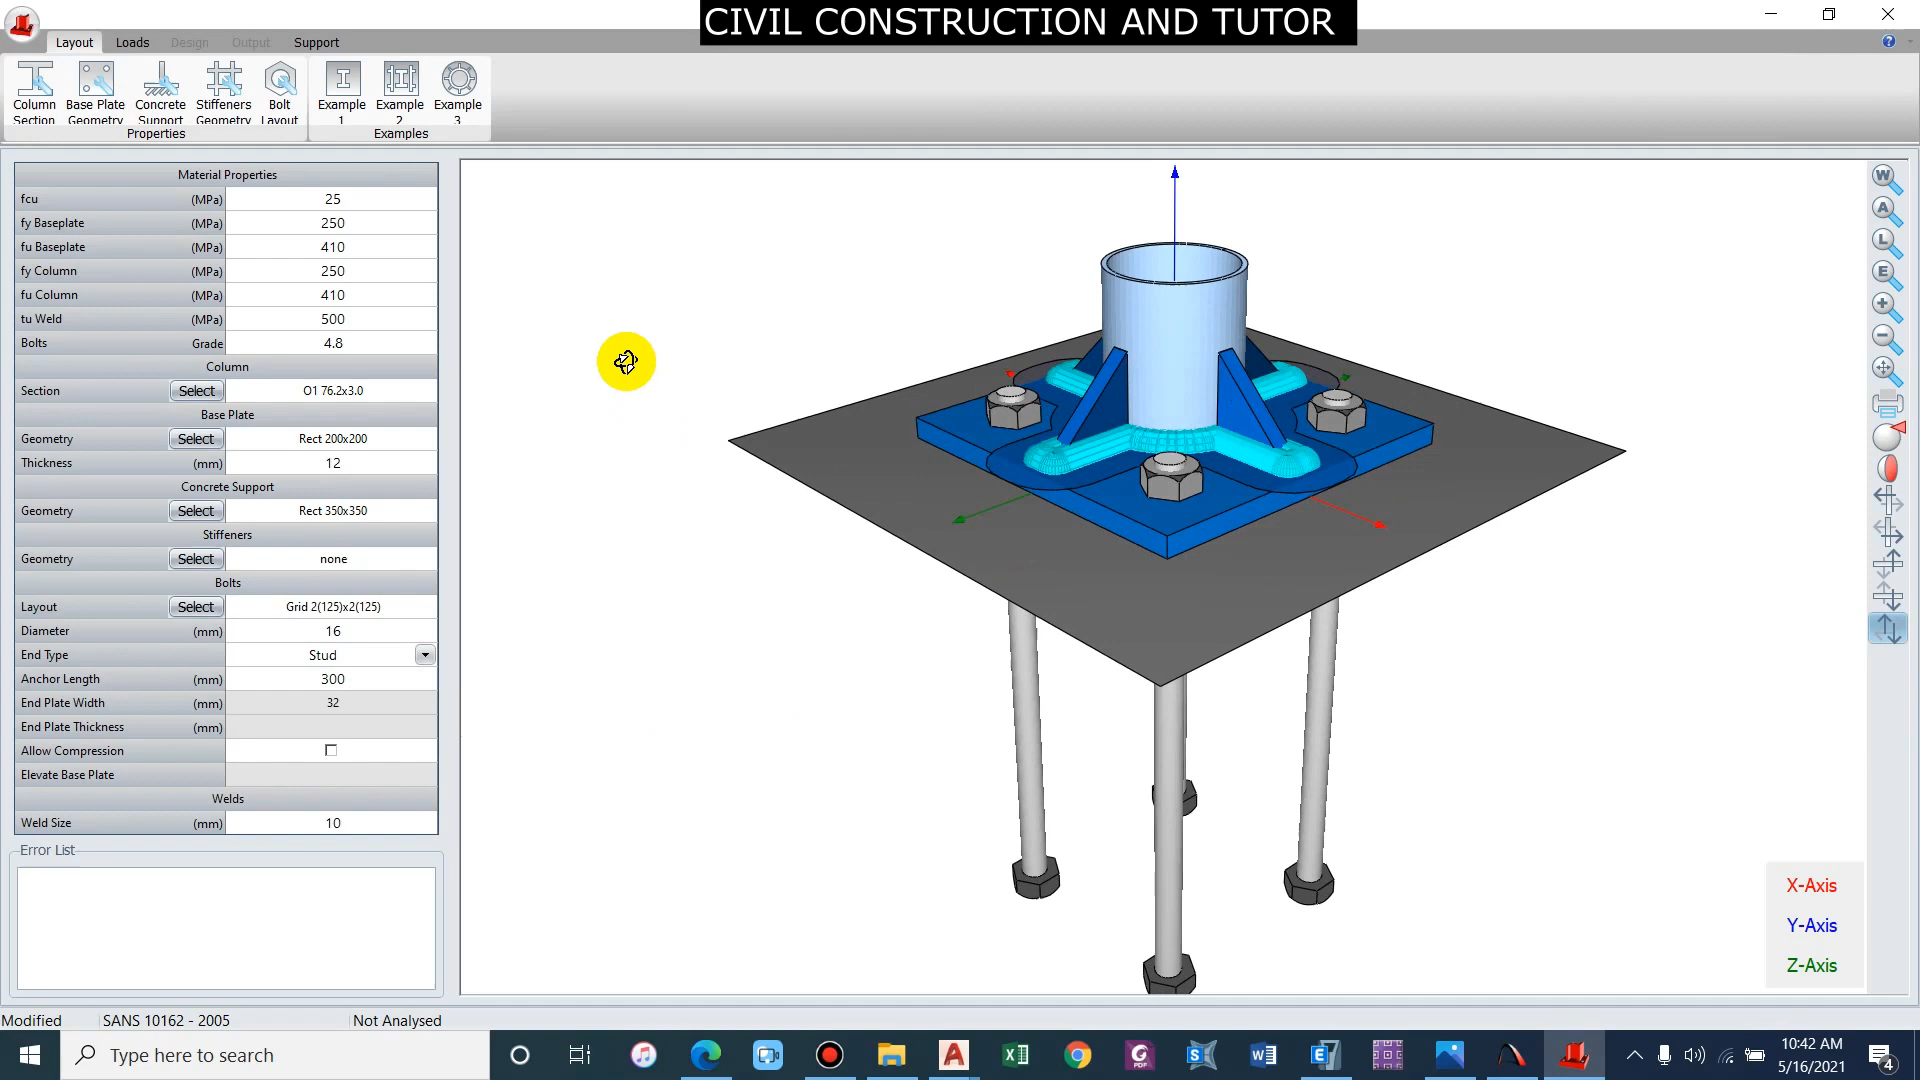 CIVIL CONSTRUCTION AND TUTOR
Layout Loads Design Output Support
Column Section
Base Plate Geometry
Concrete Support
Stiffeners Geometry
Bolt Layout
Example 1
Example 2
Example 3
Properties Examples
Material Properties
fcu (MPa) 25
fy Baseplate (MPa) 250
fu Baseplate (MPa) 410
fy Column (MPa) 250
fu Column (MPa) 410
tu Weld (MPa) 500
Bolts Grade 4.8
Column
Section Select O1 76.2x3.0
Base Plate
Geometry Select Rect 200x200
Thickness (mm) 12
Concrete Support
Geometry Select Rect 350x350
Stiffeners
Geometry Select none
Bolts
Layout Select Grid 2(125)x2(125)
Diameter (mm) 16
End Type Stud
Anchor Length (mm) 300
End Plate Width (mm) 32
End Plate Thickness (mm)
Allow Compression
Elevate Base Plate
Welds
Weld Size (mm) 10
Error List
W
A
L
E
X-Axis
Y-Axis
Z-Axis
Modified SANS 10162 - 2005 Not Analysed
Type here to search
PDF
10:42 AM
5/16/2021
4